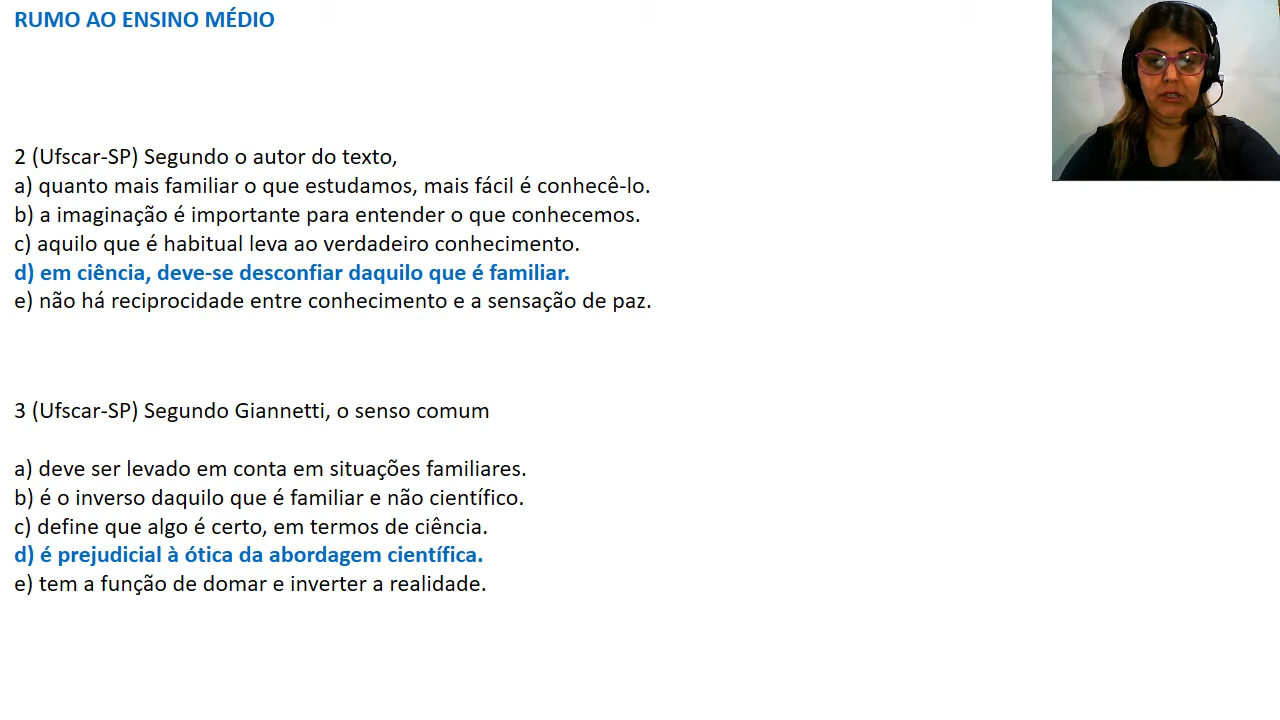 RUMO AO ENSINO MÉDIO
2 (Ufscar-SP) Segundo o autor do texto,
a) quanto mais familiar o que estudamos, mais fácil é conhecê-lo.
b) a imaginação é importante para entender o que conhecemos.
c) aquilo que é habitual leva ao verdadeiro conhecimento.
d) em ciência, deve-se desconfiar daquilo que é familiar.
e) não há reciprocidade entre conhecimento e a sensação de paz.
3 (Ufscar-SP) Segundo Giannetti, o senso comum
a) deve ser levado em conta em situações familiares.
b) é o inverso daquilo que é familiar e não científico.
c) define que algo é certo, em termos de ciência.
d) é prejudicial à ótica da abordagem científica.
e) tem a função de domar e inverter a realidade.